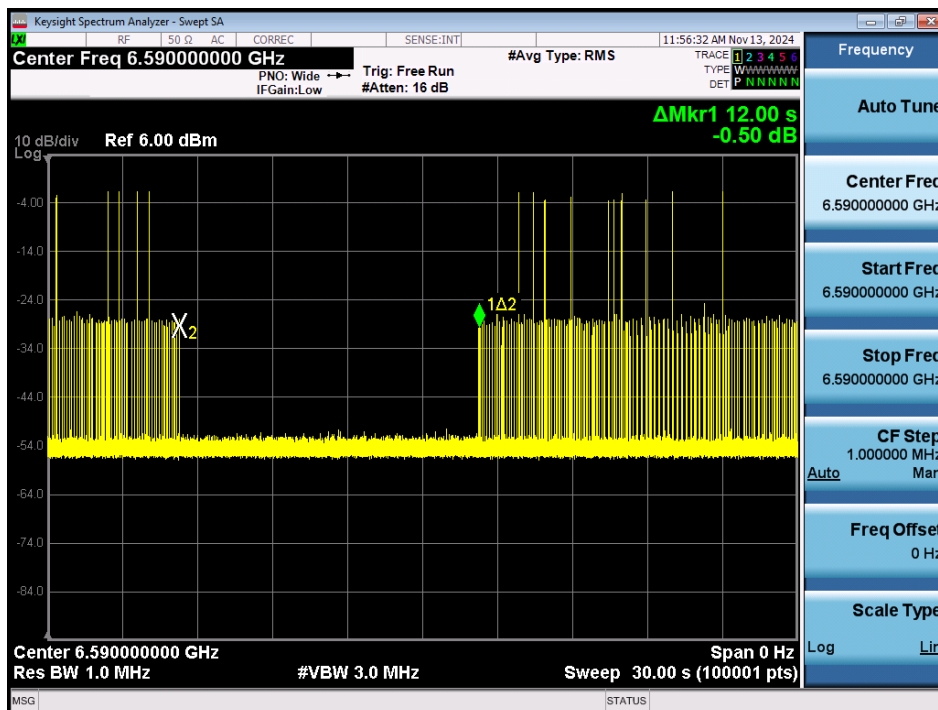 Keysight Spectrum Analyzer - Swept SA
LXI RF 50 Ω AC CORREC SENSE:INT 11:56:32 AM Nov 13, 2024
Center Freq 6.590000000 GHz
PNO: Wide
IFGain:Low
Trig: Free Run
#Atten: 16 dB
#Avg Type: RMS
TRACE 1 2 3 4 5 6
TYPE WWWWWW
DET P N N N N N
ΔMkr1 12.00 s
-0.50 dB
10 dB/div
Log
Ref 6.00 dBm
-4.00
-14.0
-24.0
-34.0
-44.0
-54.0
-64.0
-74.0
-84.0
X2
1Δ2
Center 6.590000000 GHz
Res BW 1.0 MHz
#VBW 3.0 MHz
Span 0 Hz
Sweep 30.00 s (100001 pts)
MSG
STATUS
Frequency
Auto Tune
Center Freq
6.590000000 GHz
Start Freq
6.590000000 GHz
Stop Freq
6.590000000 GHz
CF Step
1.000000 MHz
Auto Man
Freq Offset
0 Hz
Scale Type
Log Lin